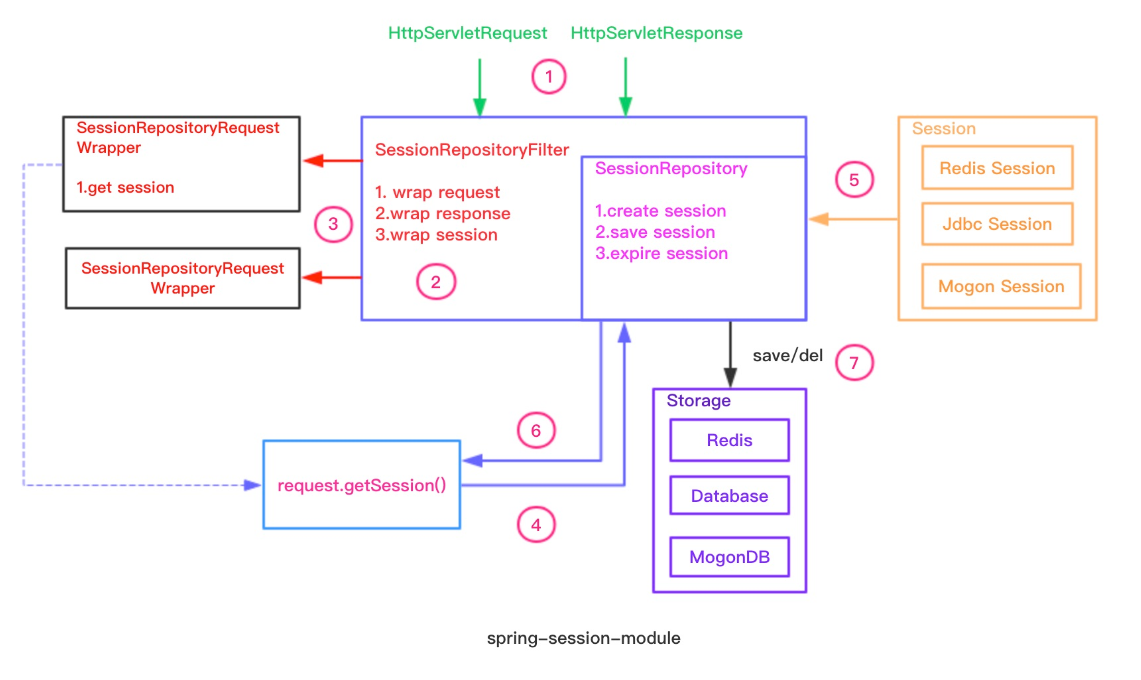 HttpServletRequest HttpServletResponse
1
SessionRepositoryRequest
Wrapper
1.get session
SessionRepositoryFilter
1. wrap request
2.wrap response
3.wrap session
SessionRepository
1.create session
2.save session
3.expire session
Session
Redis Session
Jdbc Session
Mogon Session
5
3
2
SessionRepositoryRequest
Wrapper
save/del
7
Storage
Redis
Database
MogonDB
6
request.getSession()
4
spring-session-module